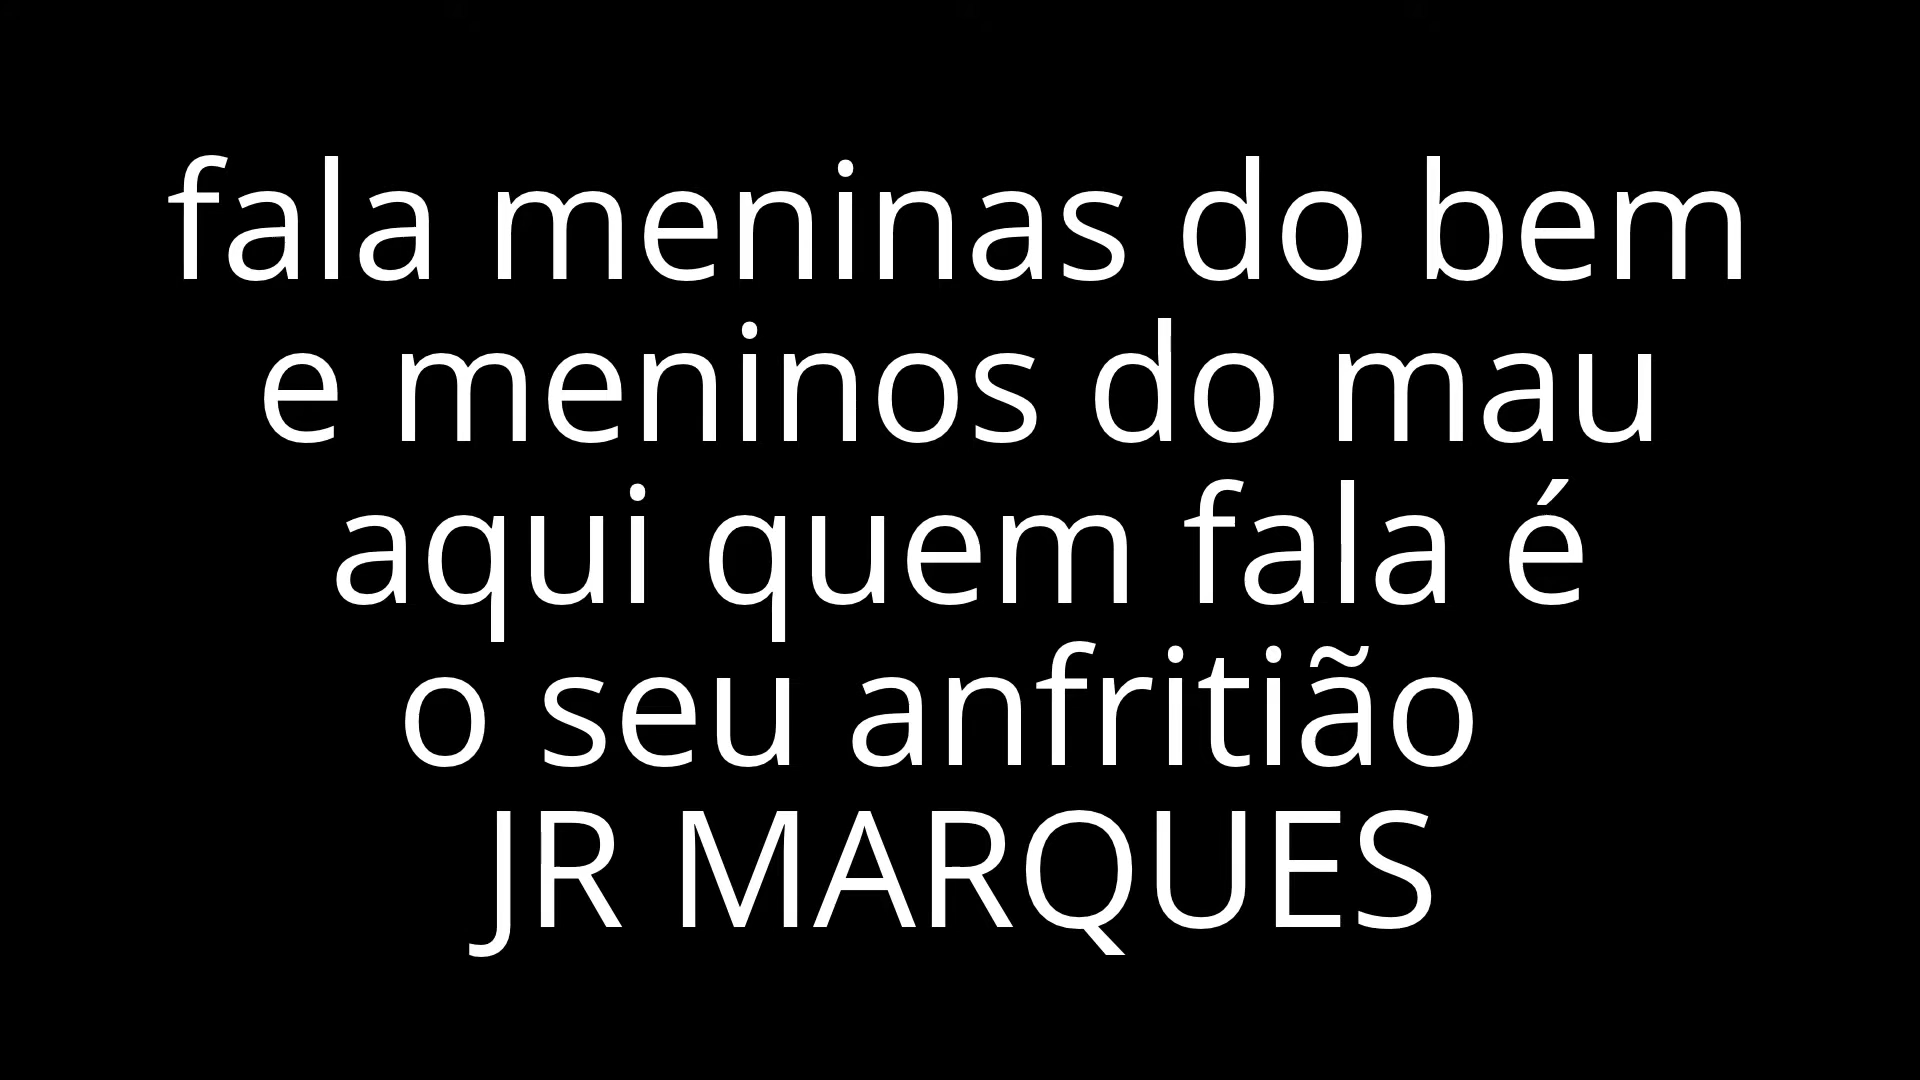 fala meninas do bem
e meninos do mau
aqui quem fala é
o seu anfritião
JR MARQUES